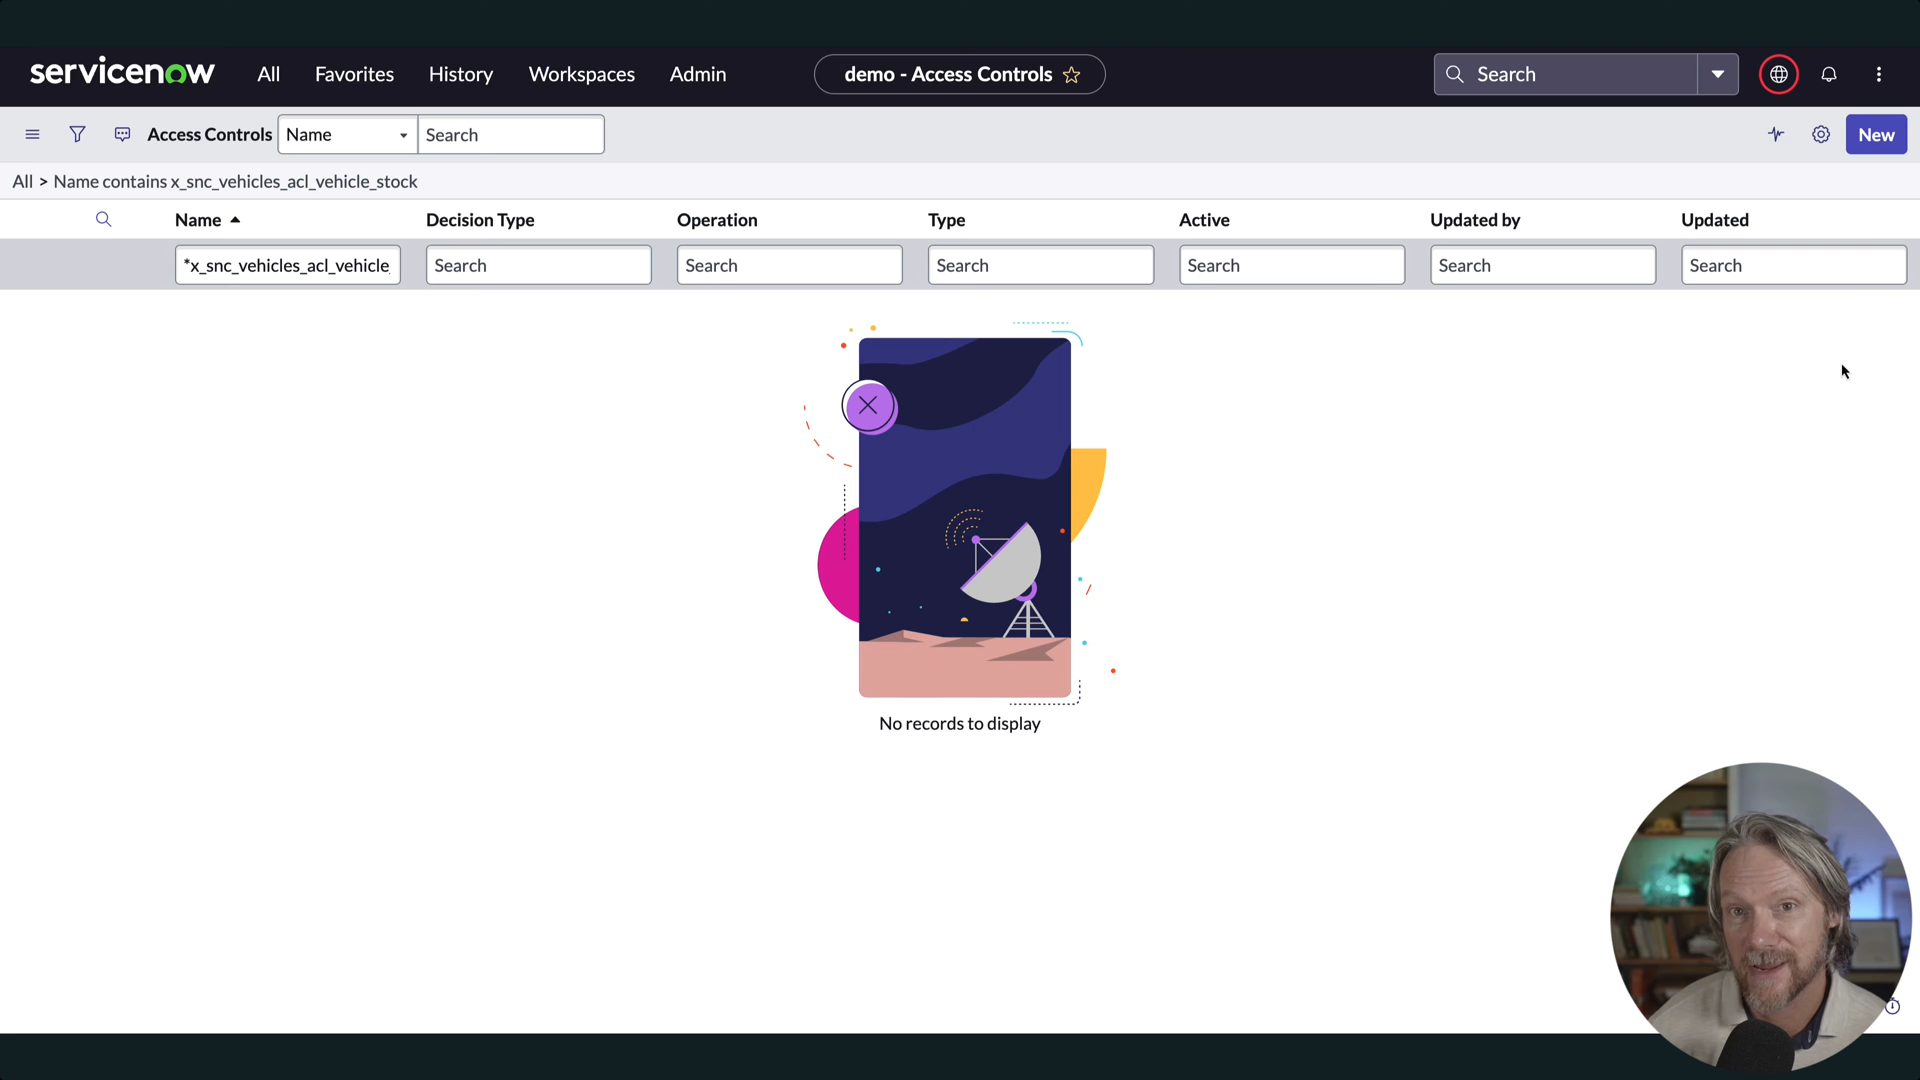 servicenow All Favorites History Workspaces Admin demo - Access Controls Search
Access Controls Name Search New
All > Name contains x_snc_vehicles_acl_vehicle_stock
Name Decision Type Operation Type Active Updated by Updated
*x_snc_vehicles_acl_vehicle Search Search Search Search Search Search
No records to display